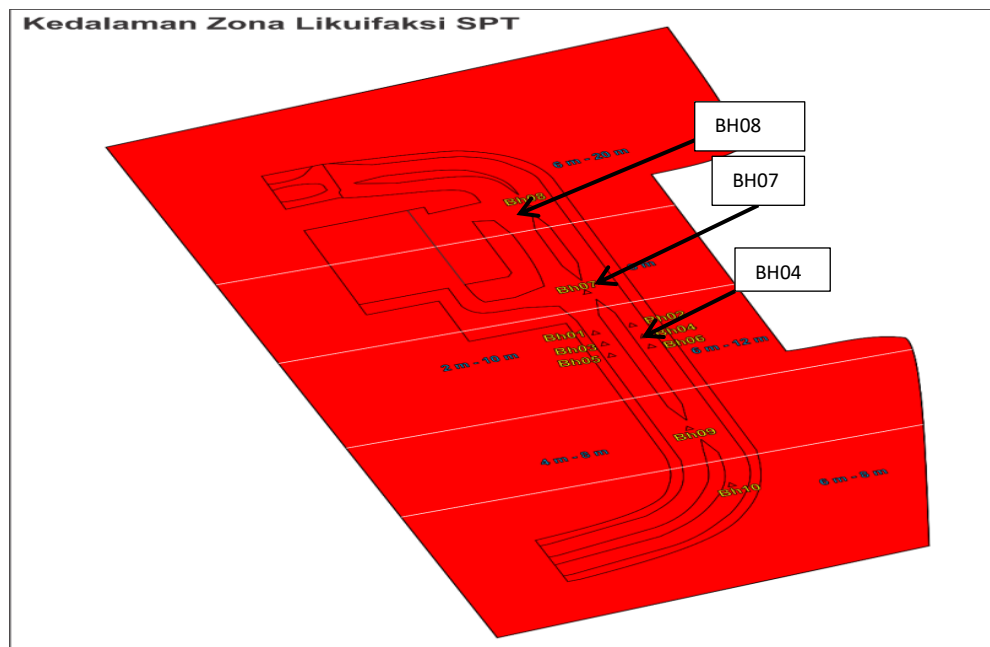 Kedalaman Zona Likuifaksi SPT
BH08
6 m - 20 m
BH07
Bh08
BH04
Bh07
Bh02
Bh01
Bh04
Bh03
Bh06
6 m - 12 m
2 m - 10 m
Bh05
Bh09
4 m - 8 m
6 m - 9 m
Bh10